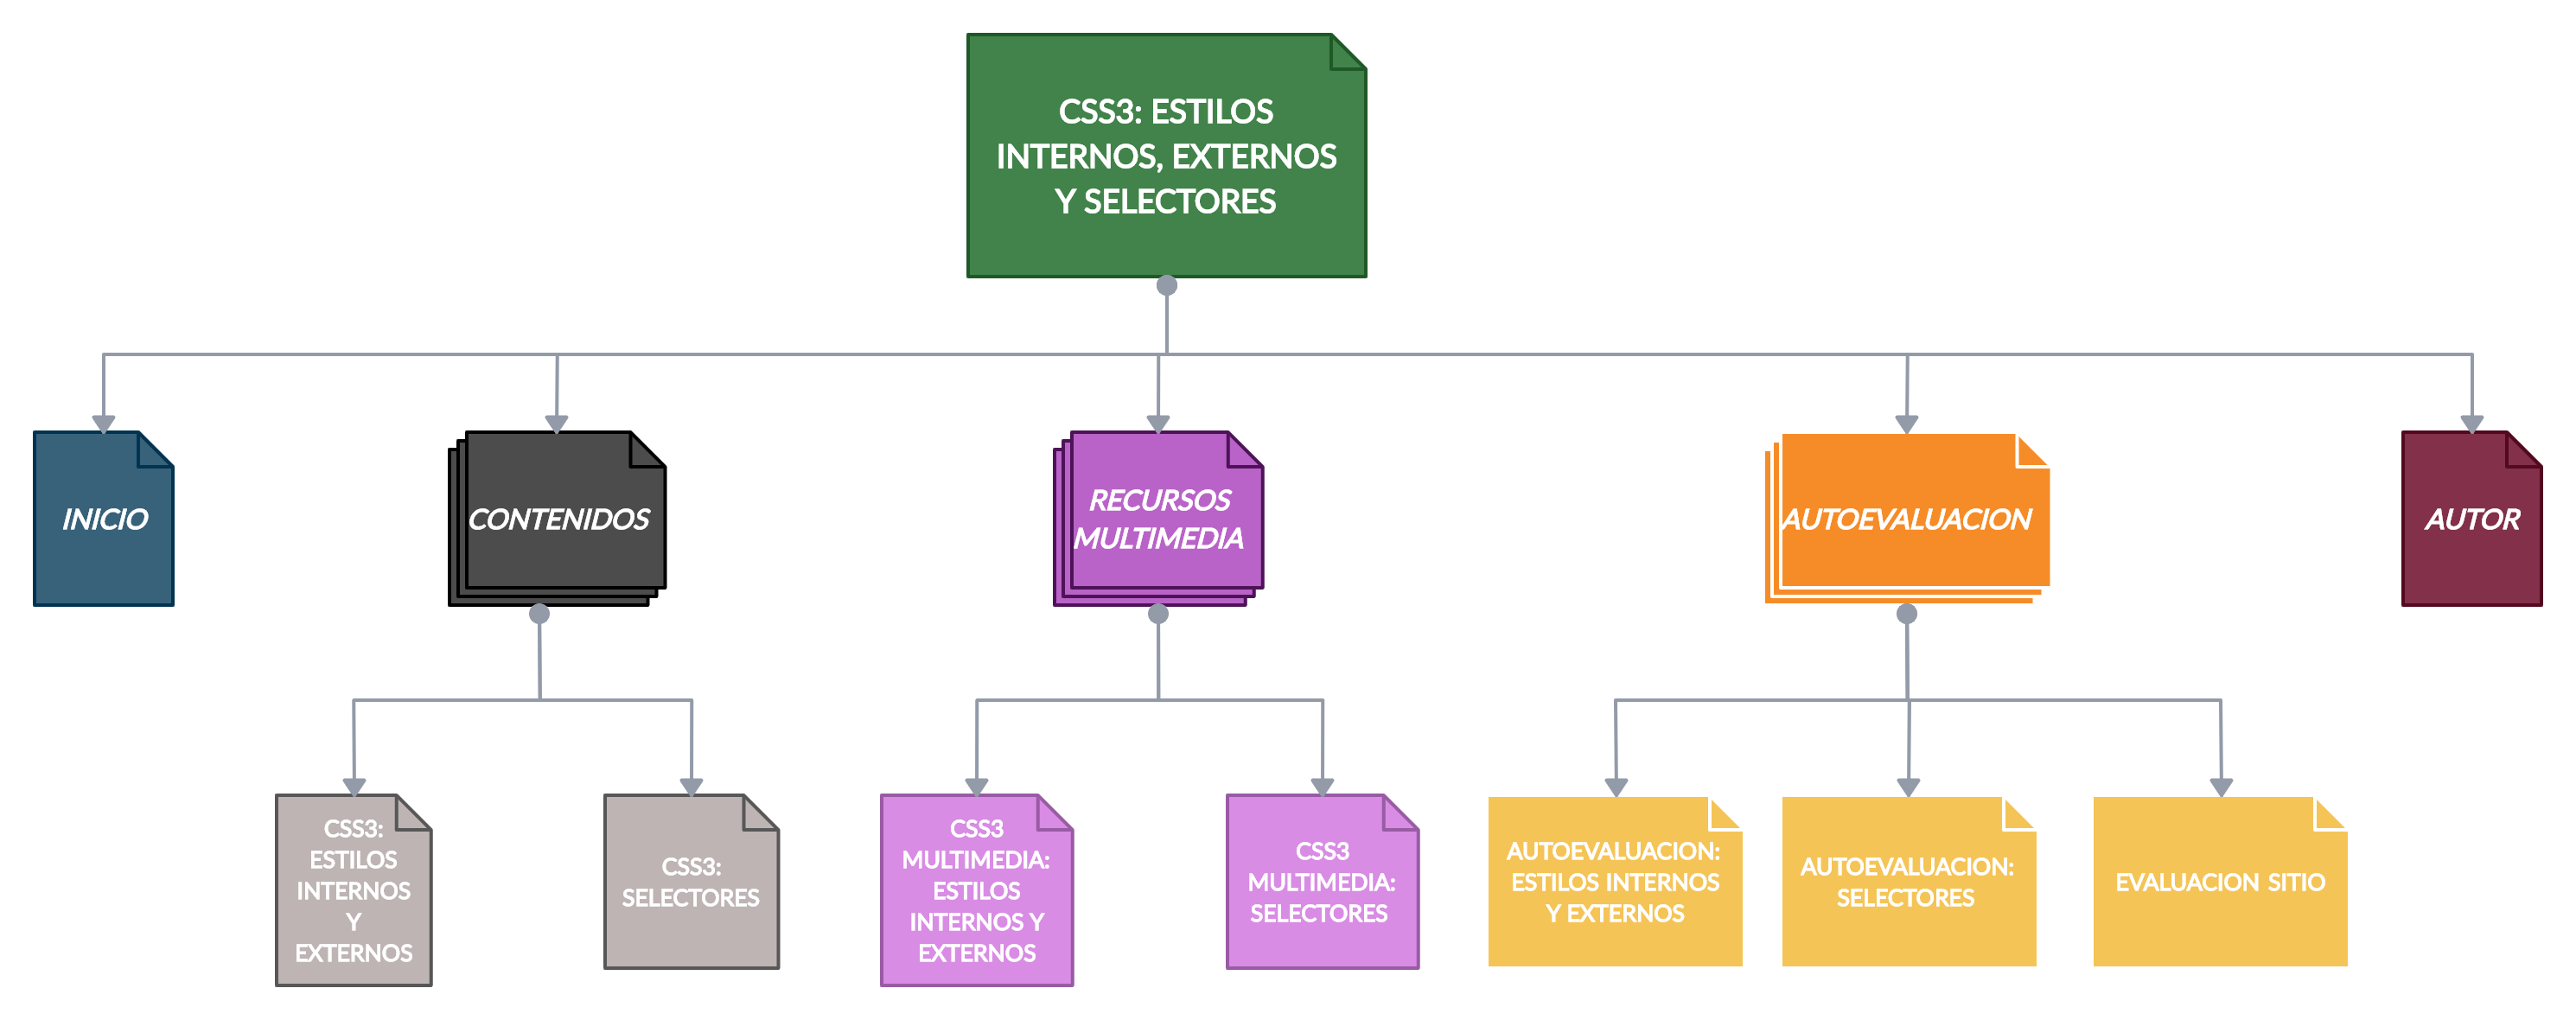 CSS3: ESTILOS
INTERNOS, EXTERNOS
Y SELECTORES
INICIO
CONTENIDOS
RECURSOS
MULTIMEDIA
AUTOEVALUACION
AUTOR
CSS3:
ESTILOS
INTERNOS
Y
EXTERNOS
CSS3:
SELECTORES
CSS3
MULTIMEDIA:
ESTILOS
INTERNOS Y
EXTERNOS
CSS3
MULTIMEDIA:
SELECTORES
AUTOEVALUACION:
ESTILOS INTERNOS
Y EXTERNOS
AUTOEVALUACION:
SELECTORES
EVALUACION SITIO